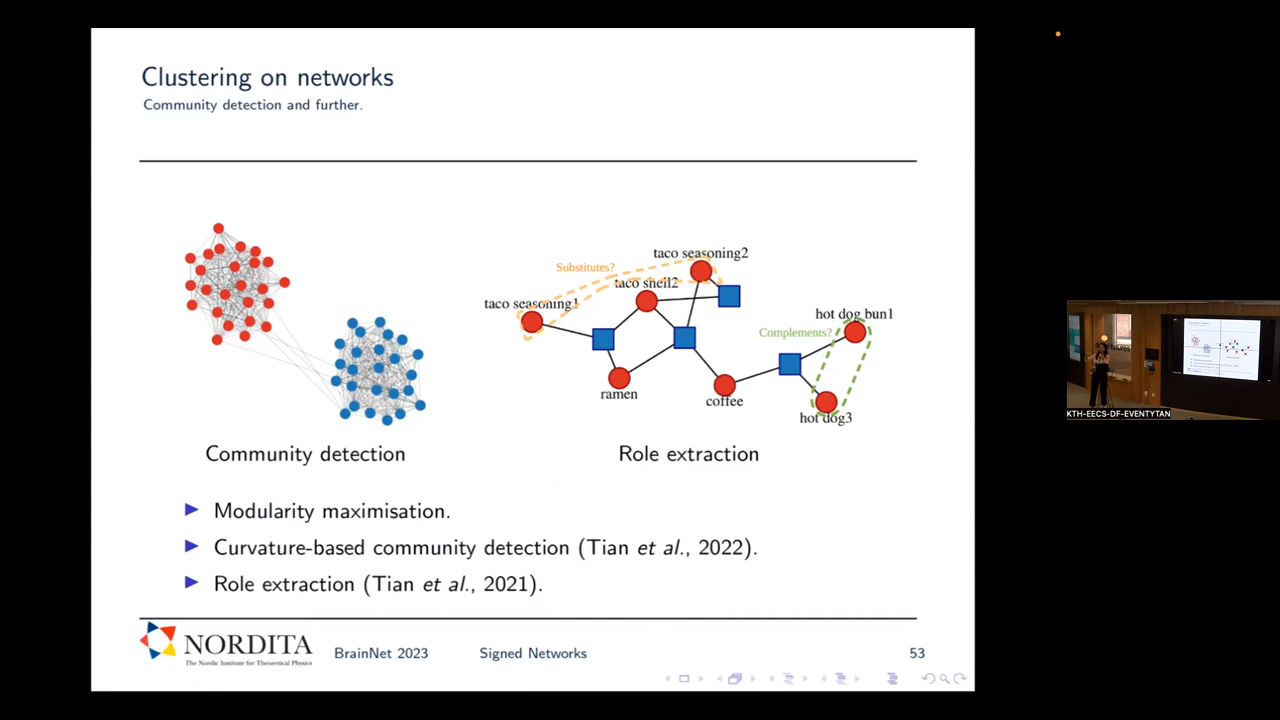 Clustering on networks
Community detection and further.
taco seasoning2
Substitutes?
taco shell2
taco seasoning1
hot dog bun1
Complements?
ramen
coffee
hot dog3
Community detection
Role extraction
Modularity maximisation.
Curvature-based community detection (Tian et al., 2022).
Role extraction (Tian et al., 2021).
NORDITA
The Nordic Institute for Theoretical Physics
BrainNet 2023
Signed Networks
53
KTH-EECS-DF-EVENTYTAN